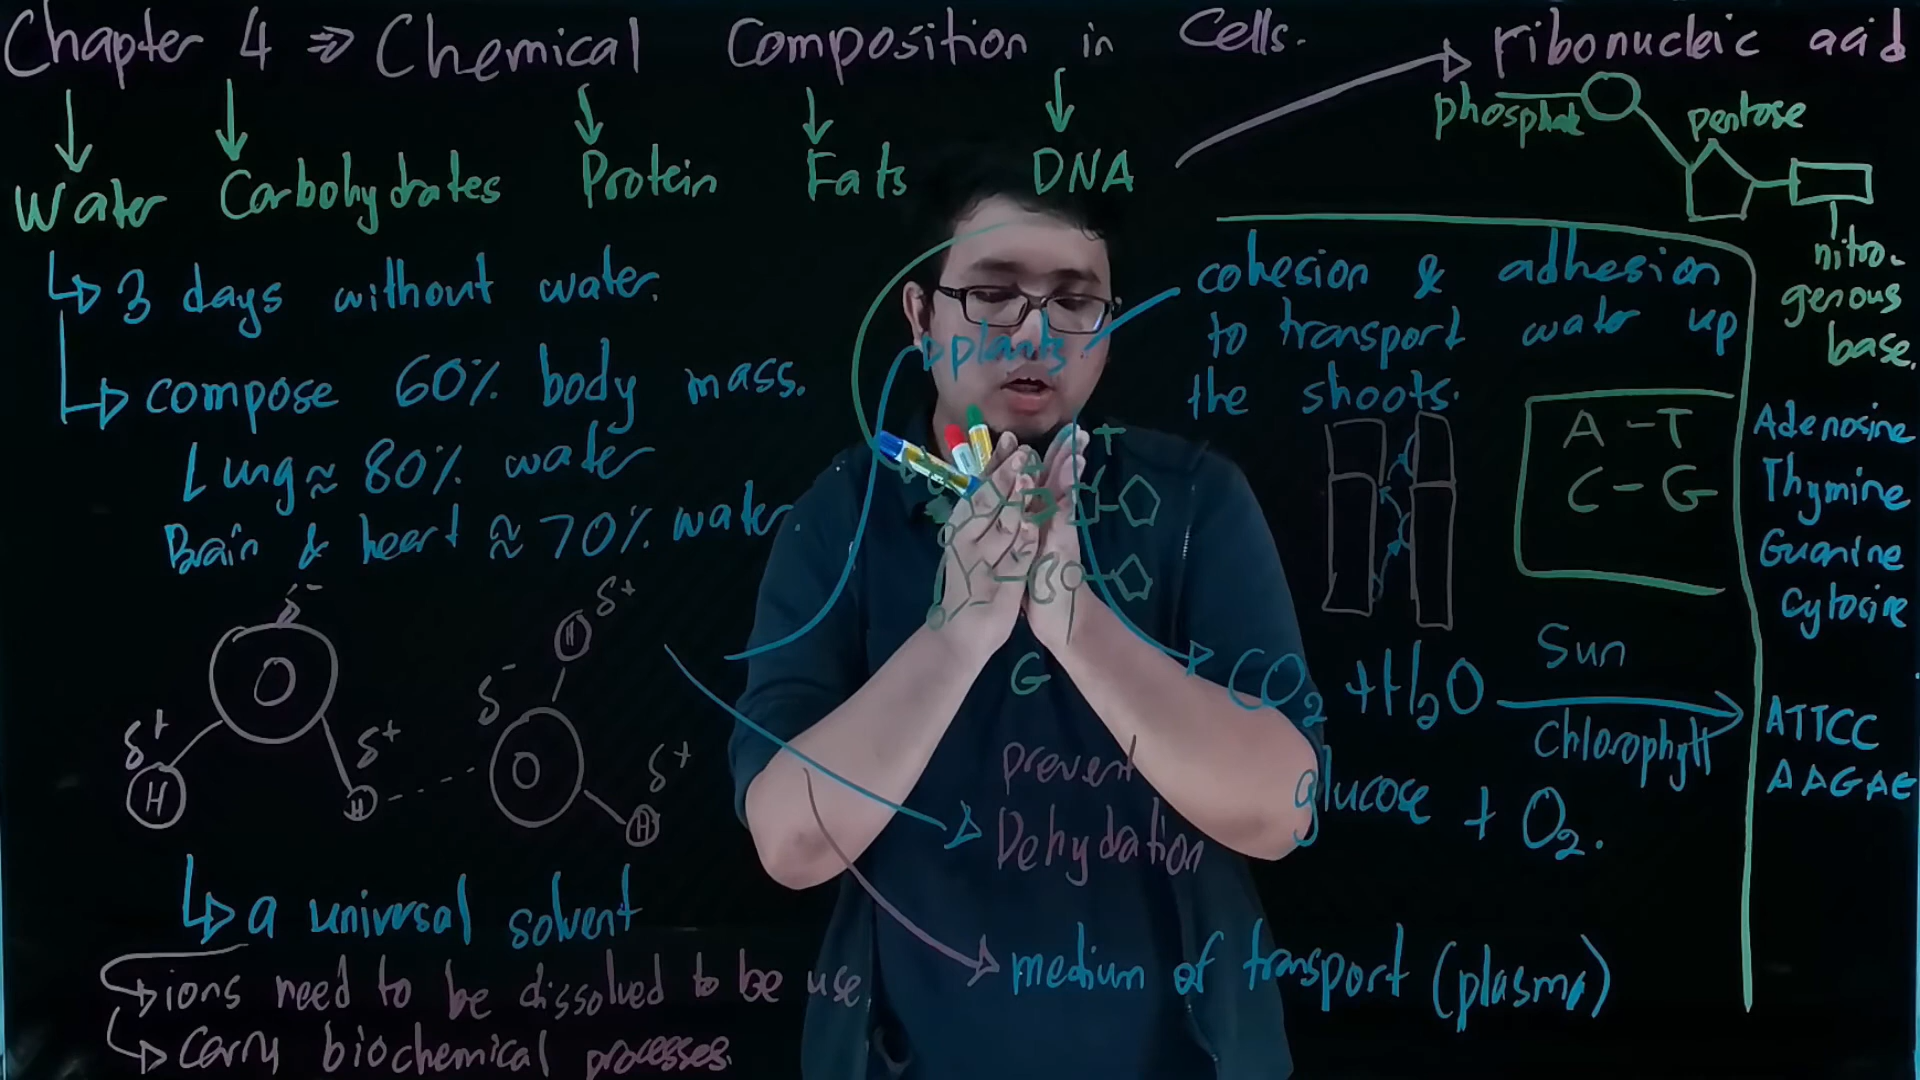 Chapter 4 ⇒ Chemical Composition in Cells.
ribonucleic acid
phosphate
pentose
nitro-
genous
base.
Water Carbohydrates Protein Fats DNA
3 days without water.
compose 60% body mass.
Lung ≈ 80% water
Brain & heart ≈ 70% water.
plants
cohesion & adhesion
to transport water up
the shoots.
A - T
C - G
Adenosine
Thymine
Guanine
Cytosine
ATTCC
T
G
δ-
O
δ+
H
δ+
H
δ-
O
H
δ+
δ+
H
CO2 + H2O
Sun
Chlorophyll
glucose + O2.
prevent
Dehydation
a universal solvent
ions need to be dissolved to be use
carry biochemical processes.
medium of transport (plasma)